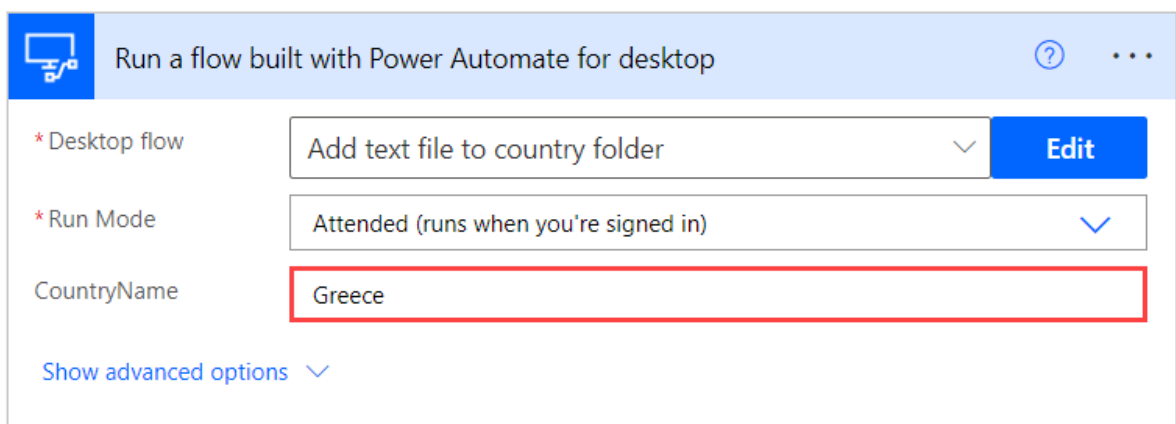 Run a flow built with Power Automate for desktop
* Desktop flow
Add text file to country folder
Edit
* Run Mode
Attended (runs when you're signed in)
CountryName
Greece
Show advanced options